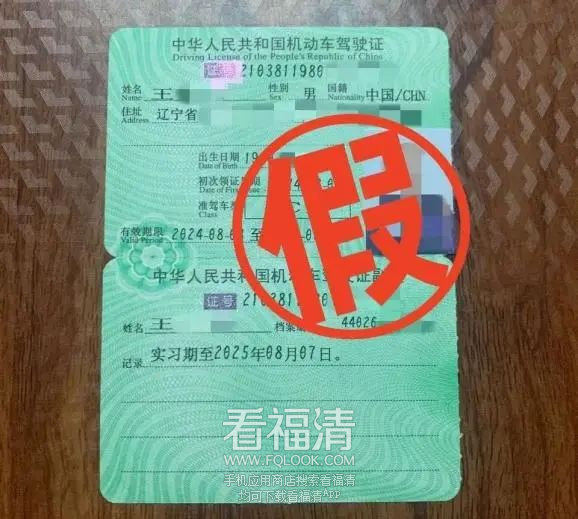 中华人民共和国机动车驾驶证
Driving License of the People's Republic of China
证号 2103811980
姓名 王 性别 男 国籍 中国/CHN
Name Sex Nationality
住址 辽宁省
Address
出生日期 19
Date of Birth
初次领证日期
Date of First Issue
准驾车型 C
Class
有效期限 2024-08-0 至
Valid Period
假
中华人民共和国机动车驾驶证副
证号 2103811980
姓名 王 档案 44026
Name
记录 实习期至2025年08月07日。
看福清
WWW.FQLOOK.COM
手机应用商店搜索看福清
均可下载看福清App